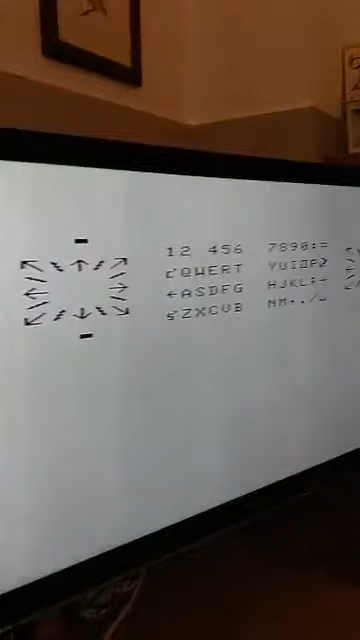 12 456 7890:=
QWERT YUIOP
←ASDFG HJKL:+
ZXCVB NM../_